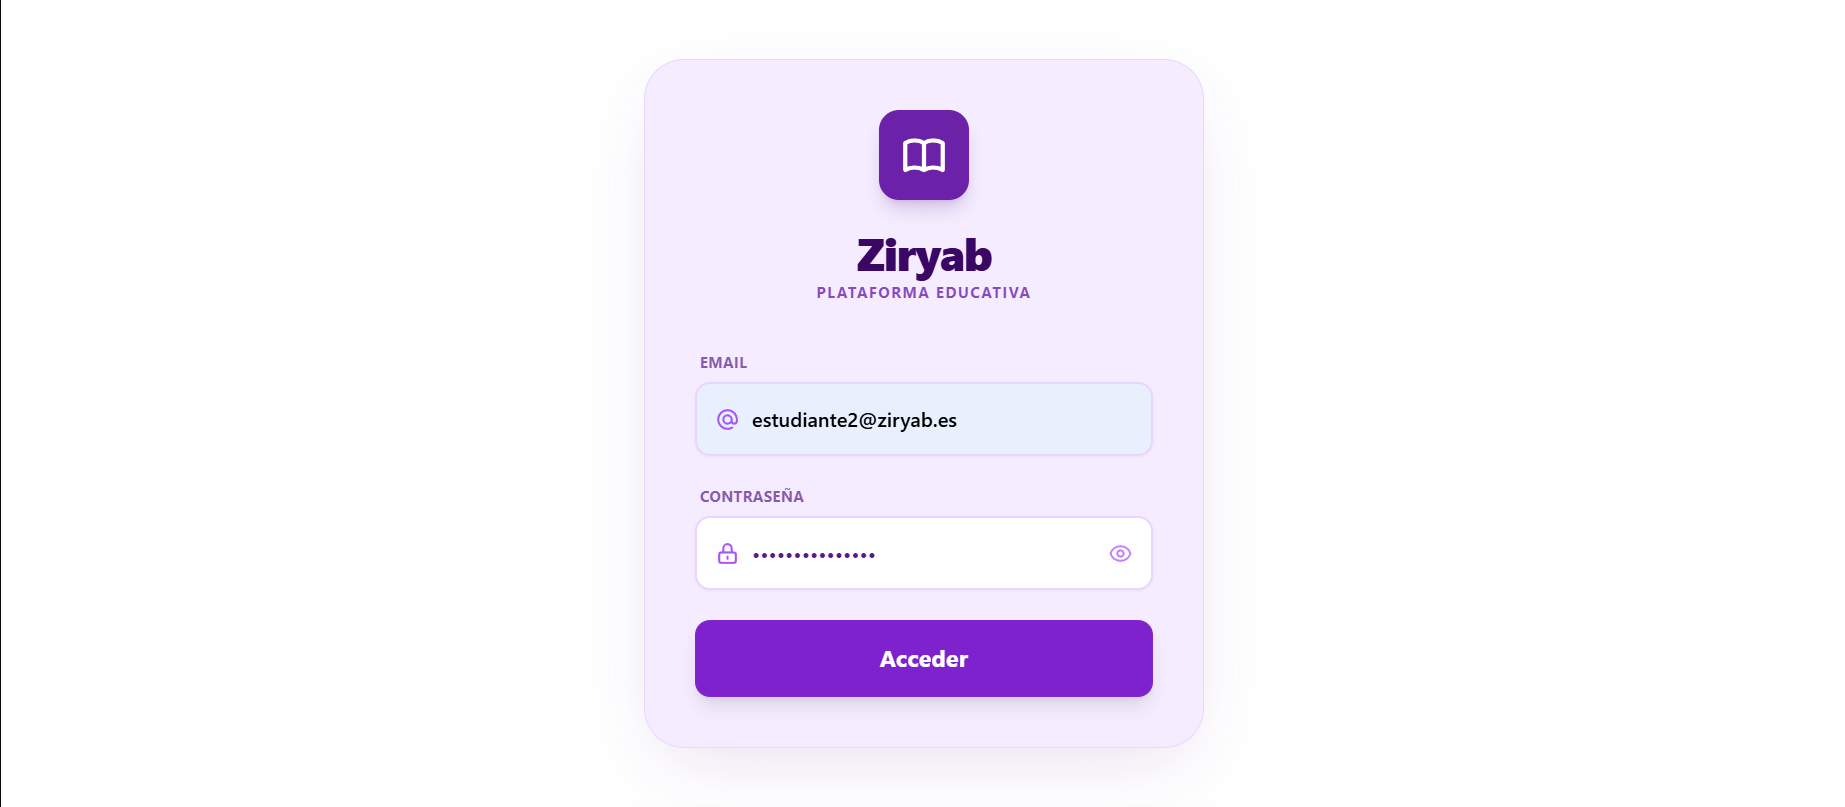 Ziryab
PLATAFORMA EDUCATIVA
EMAIL
estudiante2@ziryab.es
CONTRASEÑA
•••••••••••••••
Acceder